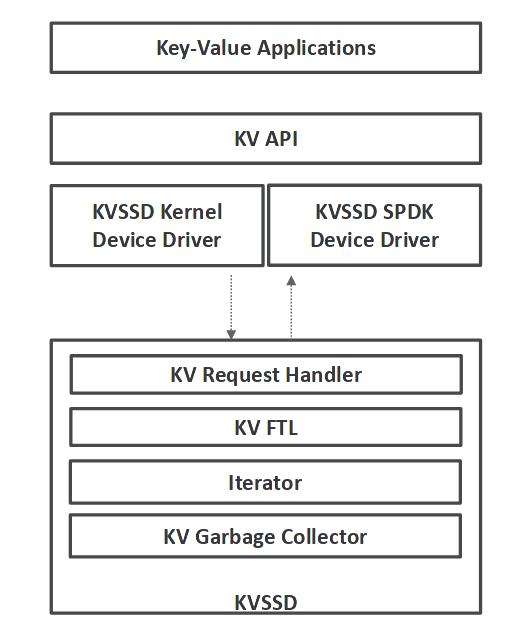 Key-Value Applications
KV API
KVSSD Kernel
Device Driver
KVSSD SPDK
Device Driver
KV Request Handler
KV FTL
Iterator
KV Garbage Collector
KVSSD